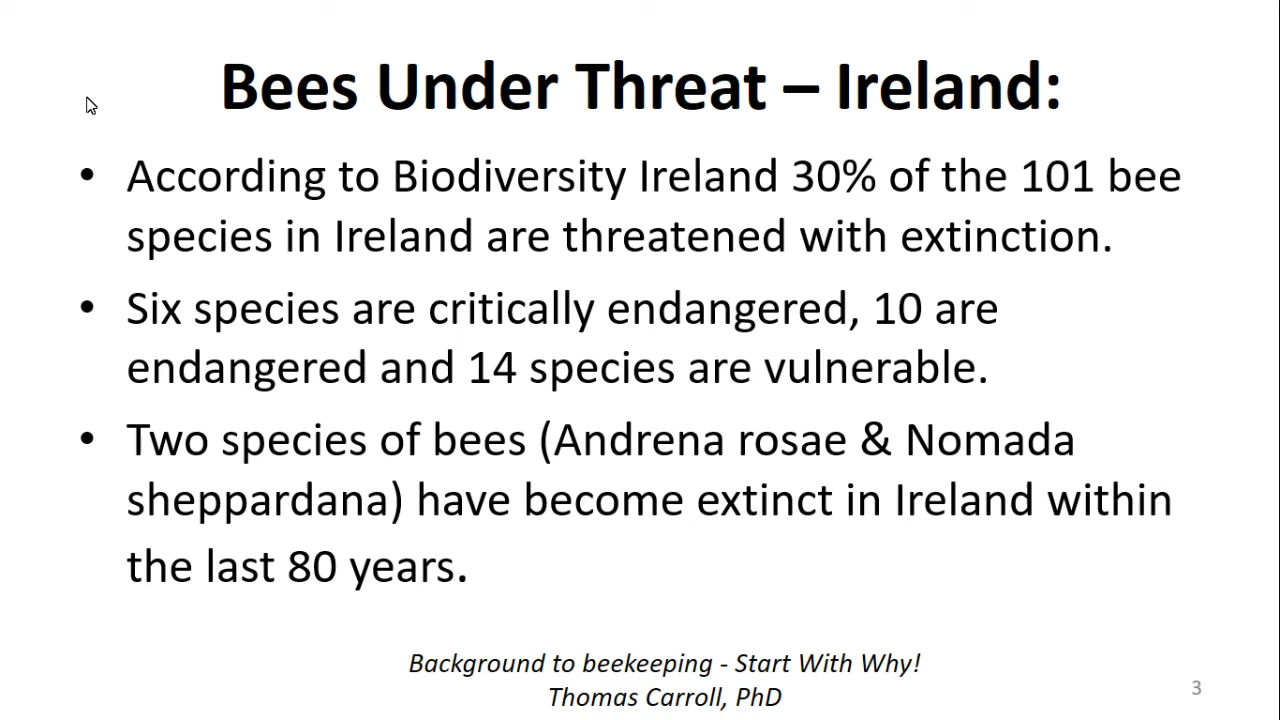 Bees Under Threat – Ireland:
• According to Biodiversity Ireland 30% of the 101 bee
species in Ireland are threatened with extinction.
• Six species are critically endangered, 10 are
endangered and 14 species are vulnerable.
• Two species of bees (Andrena rosae & Nomada
sheppardana) have become extinct in Ireland within
the last 80 years.
Background to beekeeping - Start With Why!
Thomas Carroll, PhD
3